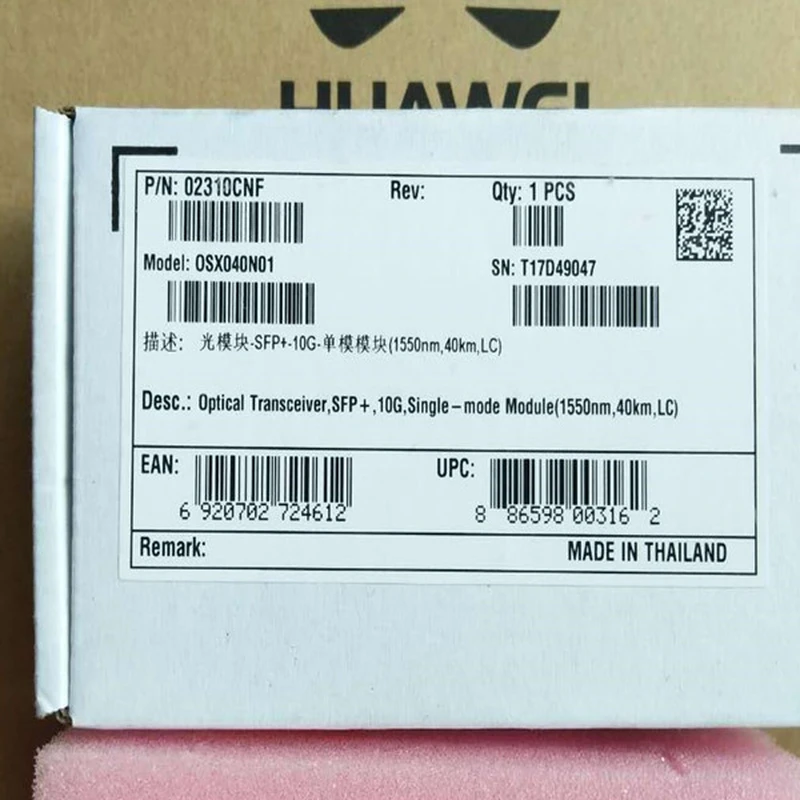 HUAWEI
P/N: 02310CNF Rev: Qty: 1 PCS
Model: OSX040N01 SN: T17D49047
描述: 光模块-SFP+-10G-单模模块(1550nm,40km,LC)
Desc.: Optical Transceiver,SFP+,10G,Single-mode Module(1550nm,40km,LC)
EAN: UPC:
6 920702 724612 8 86598 00316 2
Remark: MADE IN THAILAND